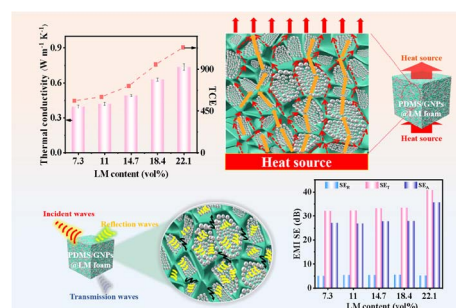 Thermal conductivity (W m⁻¹ K⁻¹)
0.9
0.6
0.3
0.0
7.3 11 14.7 18.4 22.1
LM content (vol%)
900
450
0
TCE
Heat source
Heat source
PDMS/GNPs
@LM foam
Heat source
Incident waves
Reflection waves
PDMS/GNPs
@LM foam
Transmission waves
EMI SE (dB)
40
30
20
10
0
SE_R SE_T SE_A
7.3 11 14.7 18.4 22.1
LM content (vol%)